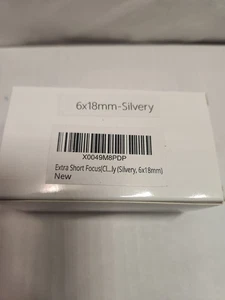 6x18mm-Silvery
X0049M8PDP
Extra Short Focus(Cl...ly (Silvery, 6x18mm)
New